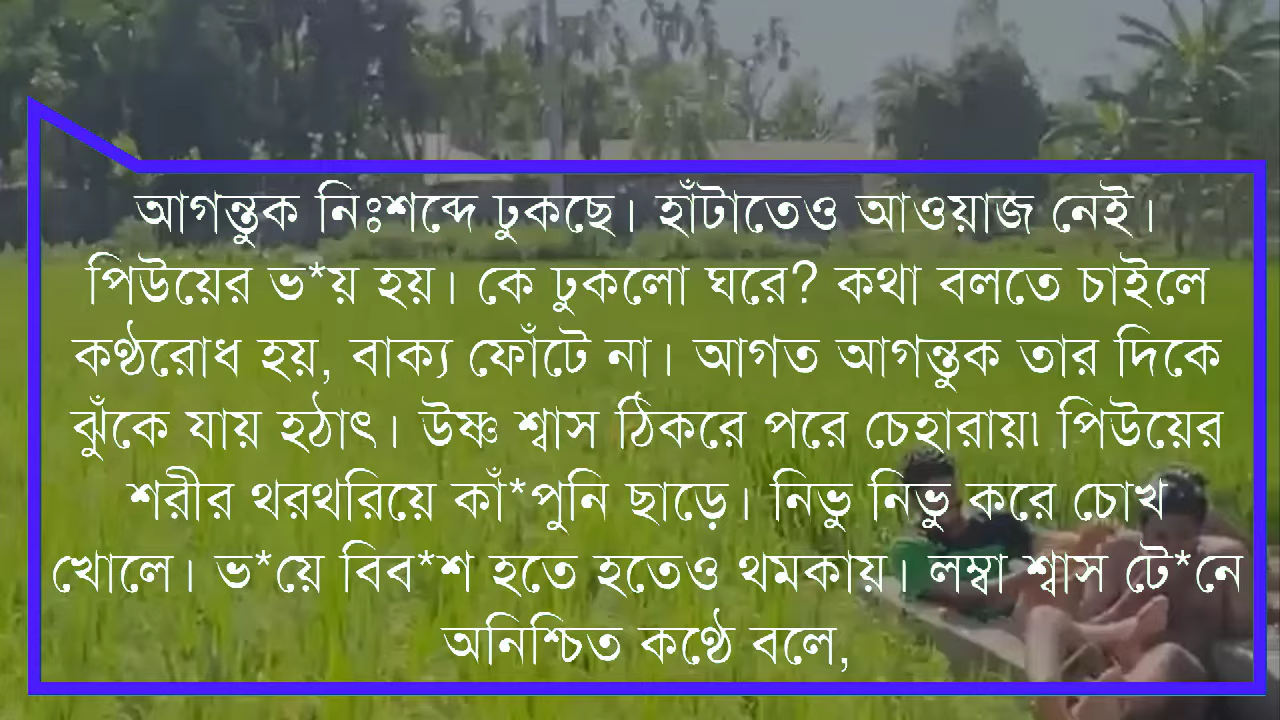 আগন্তুক নিঃশব্দে ঢুকছে। হাঁটাতেও আওয়াজ নেই।
পিউয়ের ভ*য় হয়। কে ঢুকলো ঘরে? কথা বলতে চাইলে
কণ্ঠরোধ হয়, বাক্য ফোঁটে না। আগত আগন্তুক তার দিকে
ঝুঁকে যায় হঠাৎ। উষ্ণ শ্বাস ঠিকরে পরে চেহারায়৷ পিউয়ের
শরীর থরথরিয়ে কাঁ*পুনি ছাড়ে। নিভু নিভু করে চোখ
খোলে। ভ*য়ে বিব*শ হতে হতেও থমকায়। লম্বা শ্বাস টে*নে
অনিশ্চিত কণ্ঠে বলে,